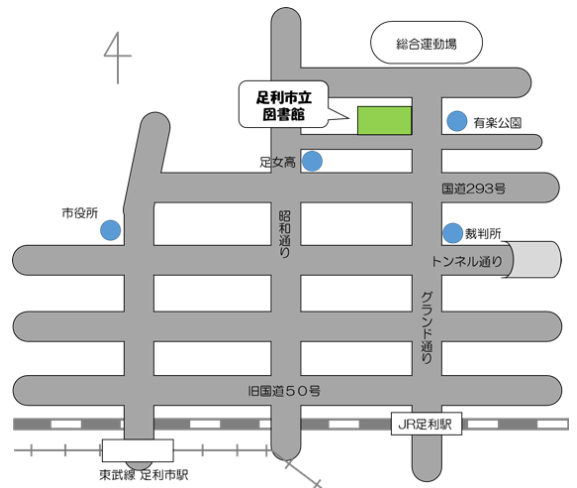 総合運動場
足利市立
図書館
有楽公園
足女高
国道293号
市役所
昭和通り
裁判所
トンネル通り
グランド通り
旧国道50号
JR足利駅
東武線 足利市駅